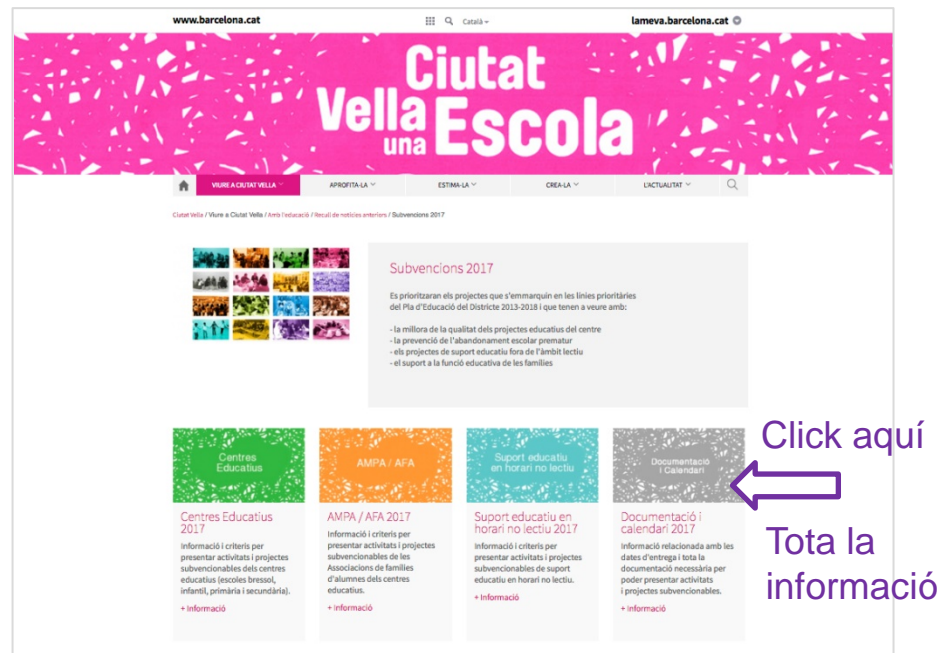 www.barcelona.cat
Català
lameva.barcelona.cat
Ciutat
Vella
una Escola
VIURE A CIUTAT VELLA
APROFITA-LA
ESTIMA-LA
CREA-LA
L'ACTUALITAT
Ciutat Vella / Viure a Ciutat Vella / Amb l'educació / Recull de notícies anteriors / Subvencions 2017
Subvencions 2017
Es prioritzaran els projectes que s'emmarquin en les línies prioritàries
del Pla d'Educació del Districte 2013-2018 i que tenen a veure amb:
- la millora de la qualitat dels projectes educatius del centre
- la prevenció de l'abandonament escolar prematur
- els projectes de suport educatiu fora de l'àmbit lectiu
- el suport a la funció educativa de les famílies
Centres
Educatius
Centres Educatius
2017
Informació i criteris per
presentar activitats i projectes
subvencionables dels centres
educatius (escoles bressol,
infantil, primària i secundària).
+ Informació
AMPA / AFA
AMPA / AFA 2017
Informació i criteris per
presentar activitats i projectes
subvencionables de les
Associacions de famílies
d'alumnes dels centres
educatius.
+ Informació
Suport educatiu
en horari no lectiu
Suport educatiu en
horari no lectiu 2017
Informació i criteris per
presentar activitats i projectes
subvencionables de suport
educatiu en horari no lectiu.
+ Informació
Documentació
i Calendari
Documentació i
calendari 2017
Informació relacionada amb les
dates d'entrega i tota la
documentació necessària per
poder presentar activitats
i projectes subvencionables.
+ Informació
Click aquí
Tota la
informació